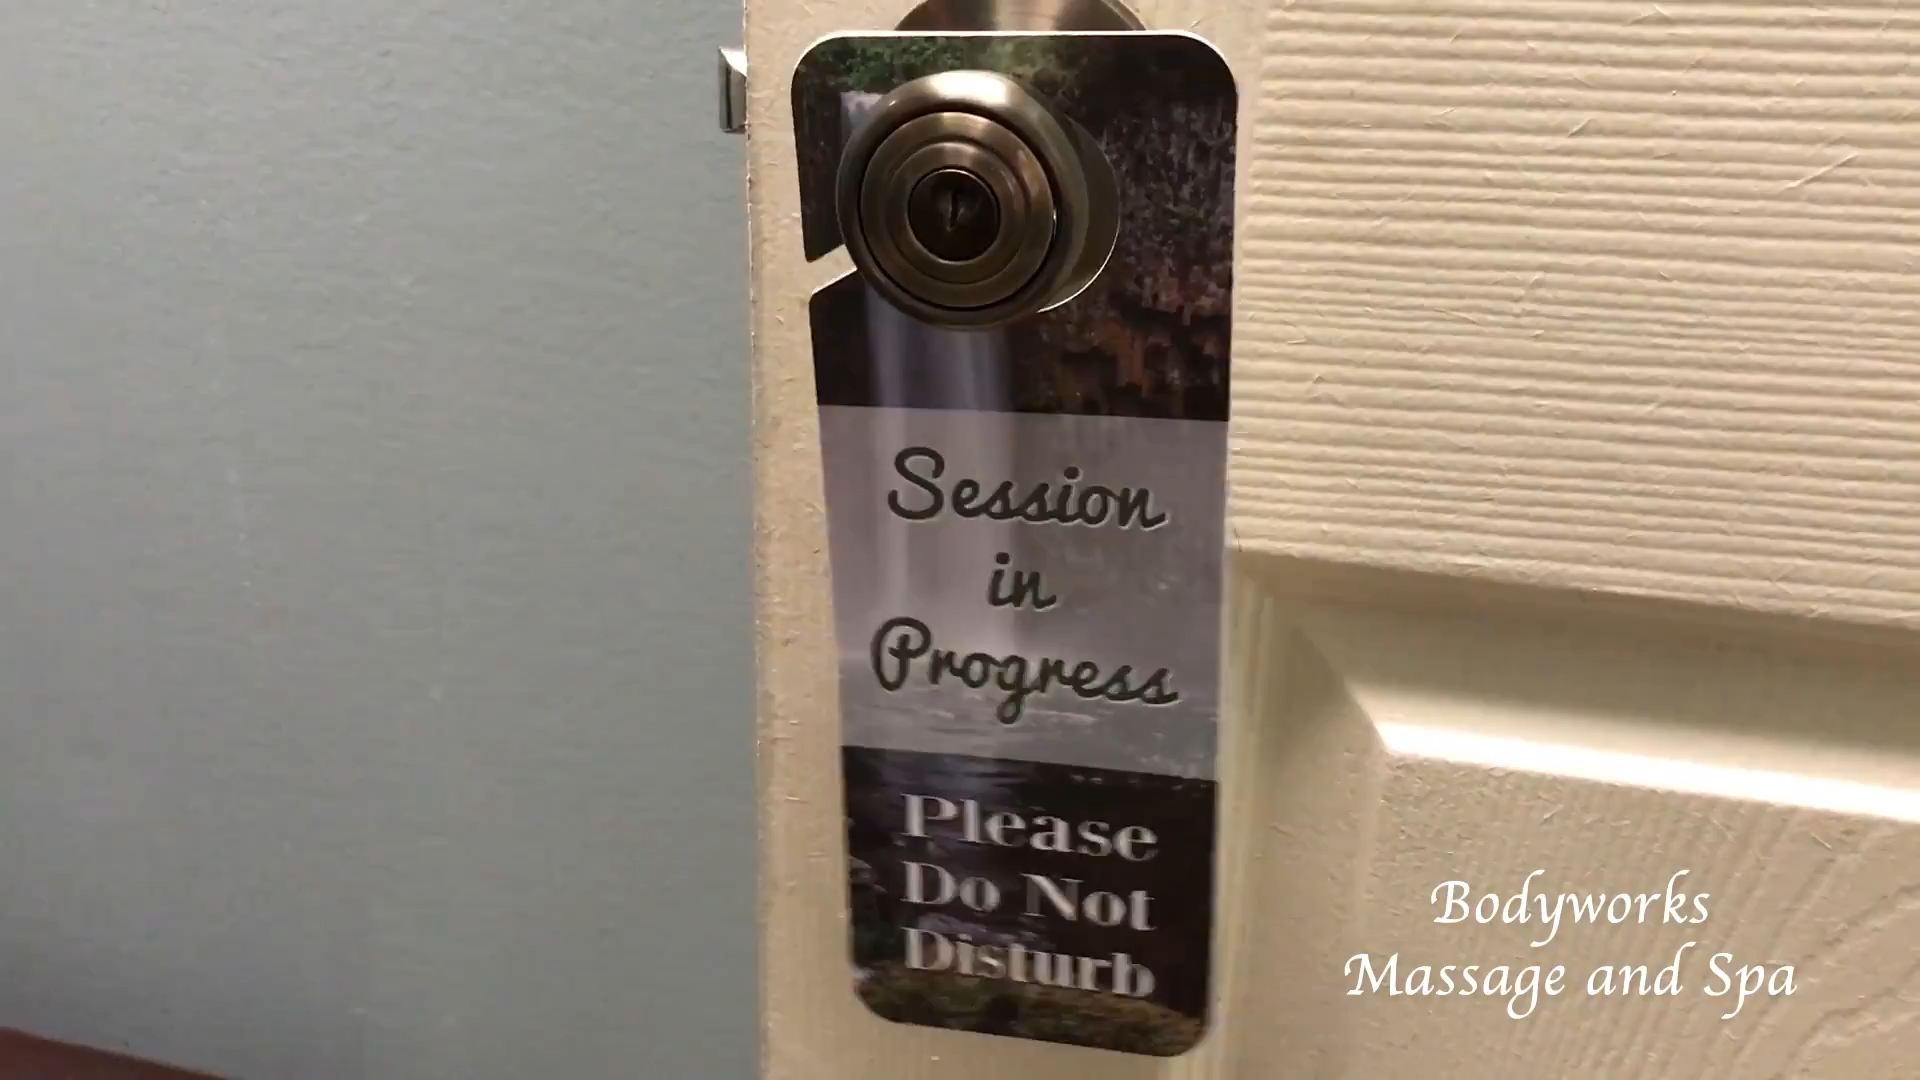 Session
in
Progress
Please
Do Not
Disturb
Bodyworks
Massage and Spa